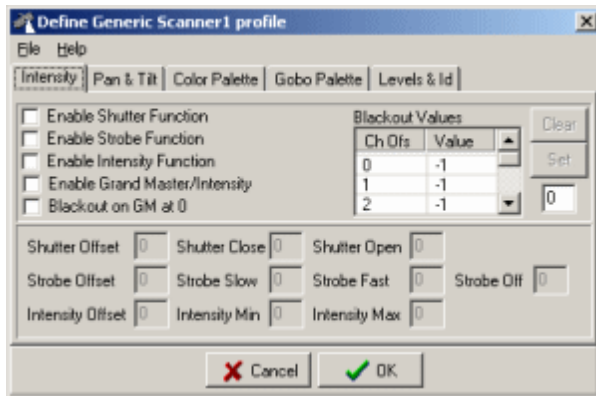 Define Generic Scanner1 profile
File Help
Intensity Pan & Tilt Color Palette Gobo Palette Levels & Id
Enable Shutter Function
Enable Strobe Function
Enable Intensity Function
Enable Grand Master/Intensity
Blackout on GM at 0
Blackout Values
Ch Ofs Value
0 -1
1 -1
2 -1
Clear
Set
0
Shutter Offset 0 Shutter Close 0 Shutter Open 0
Strobe Offset 0 Strobe Slow 0 Strobe Fast 0 Strobe Off 0
Intensity Offset 0 Intensity Min 0 Intensity Max 0
Cancel OK